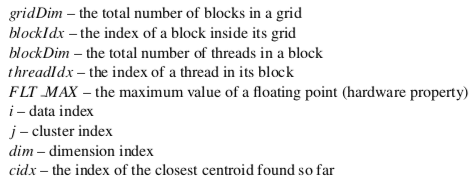 gridDim – the total number of blocks in a grid
blockIdx – the index of a block inside its grid
blockDim – the total number of threads in a block
threadIdx – the index of a thread in its block
FLT_MAX – the maximum value of a floating point (hardware property)
i – data index
j – cluster index
dim – dimension index
cidx – the index of the closest centroid found so far